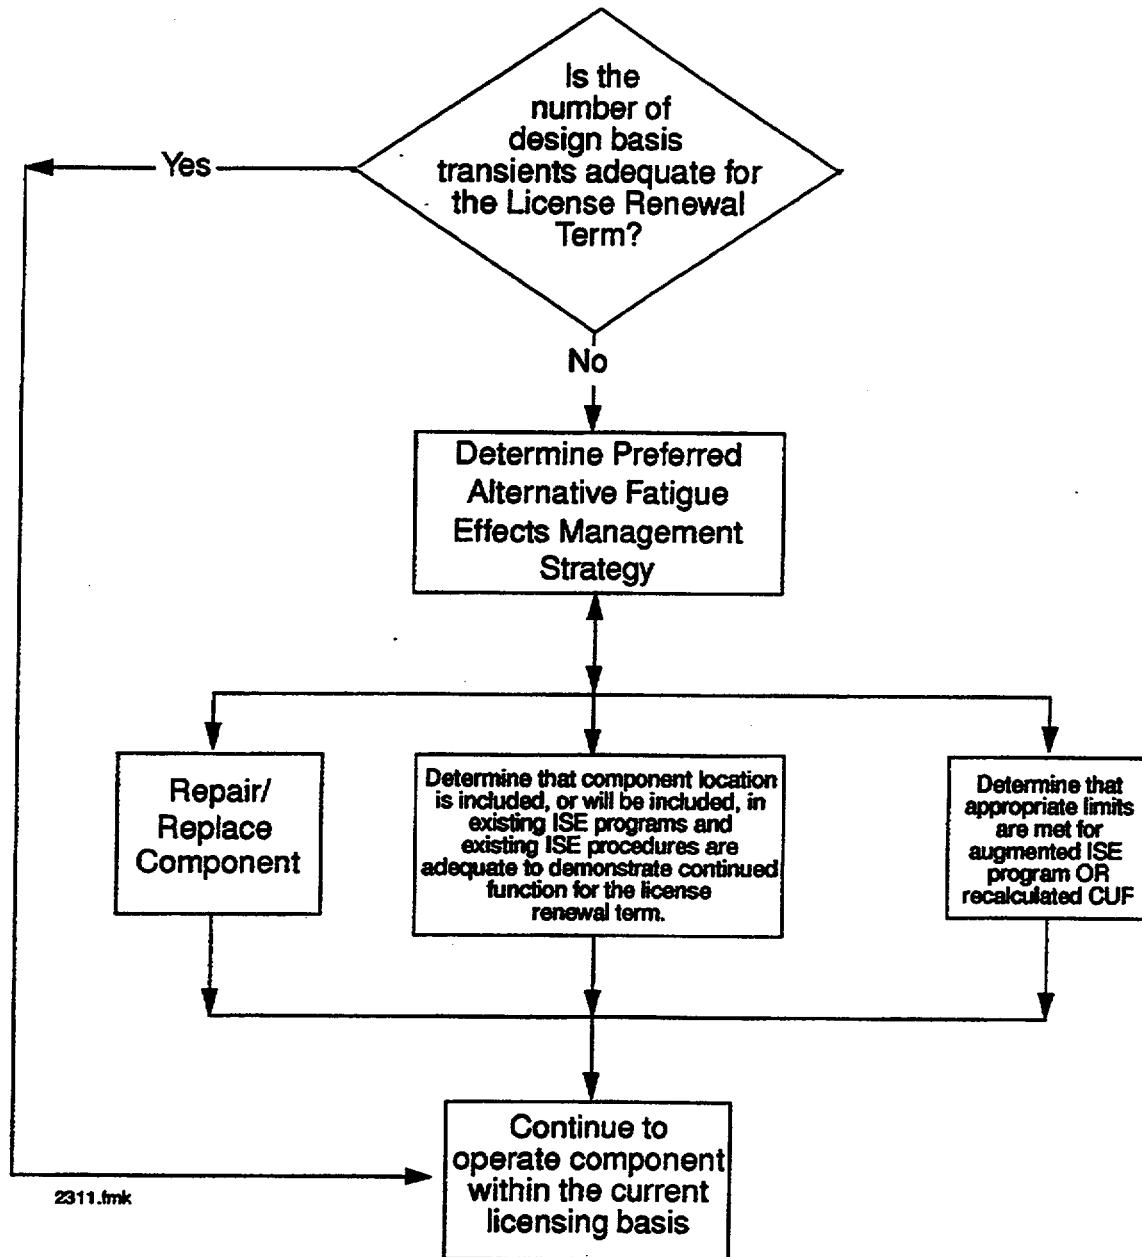 Is the
number of
design basis
transients adequate for
the License Renewal
Term?
Yes
No
Determine Preferred
Alternative Fatigue
Effects Management
Strategy
Repair/
Replace
Component
Determine that component location
is included, or will be included, in
existing ISE programs and
existing ISE procedures are
adequate to demonstrate continued
function for the license
renewal term.
Determine that
appropriate limits
are met for
augmented ISE
program OR
recalculated CUF
Continue to
operate component
within the current
licensing basis
2311.fmk